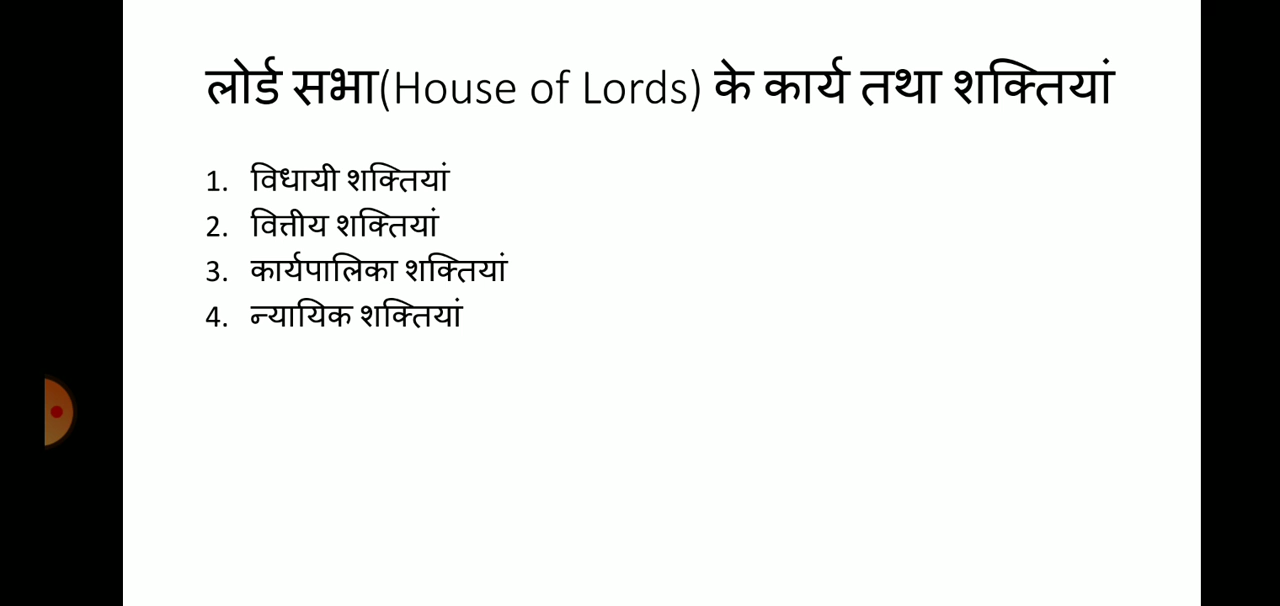 लोर्ड सभा(House of Lords) के कार्य तथा शक्तियां
1. विधायी शक्तियां
2. वित्तीय शक्तियां
3. कार्यपालिका शक्तियां
4. न्यायिक शक्तियां